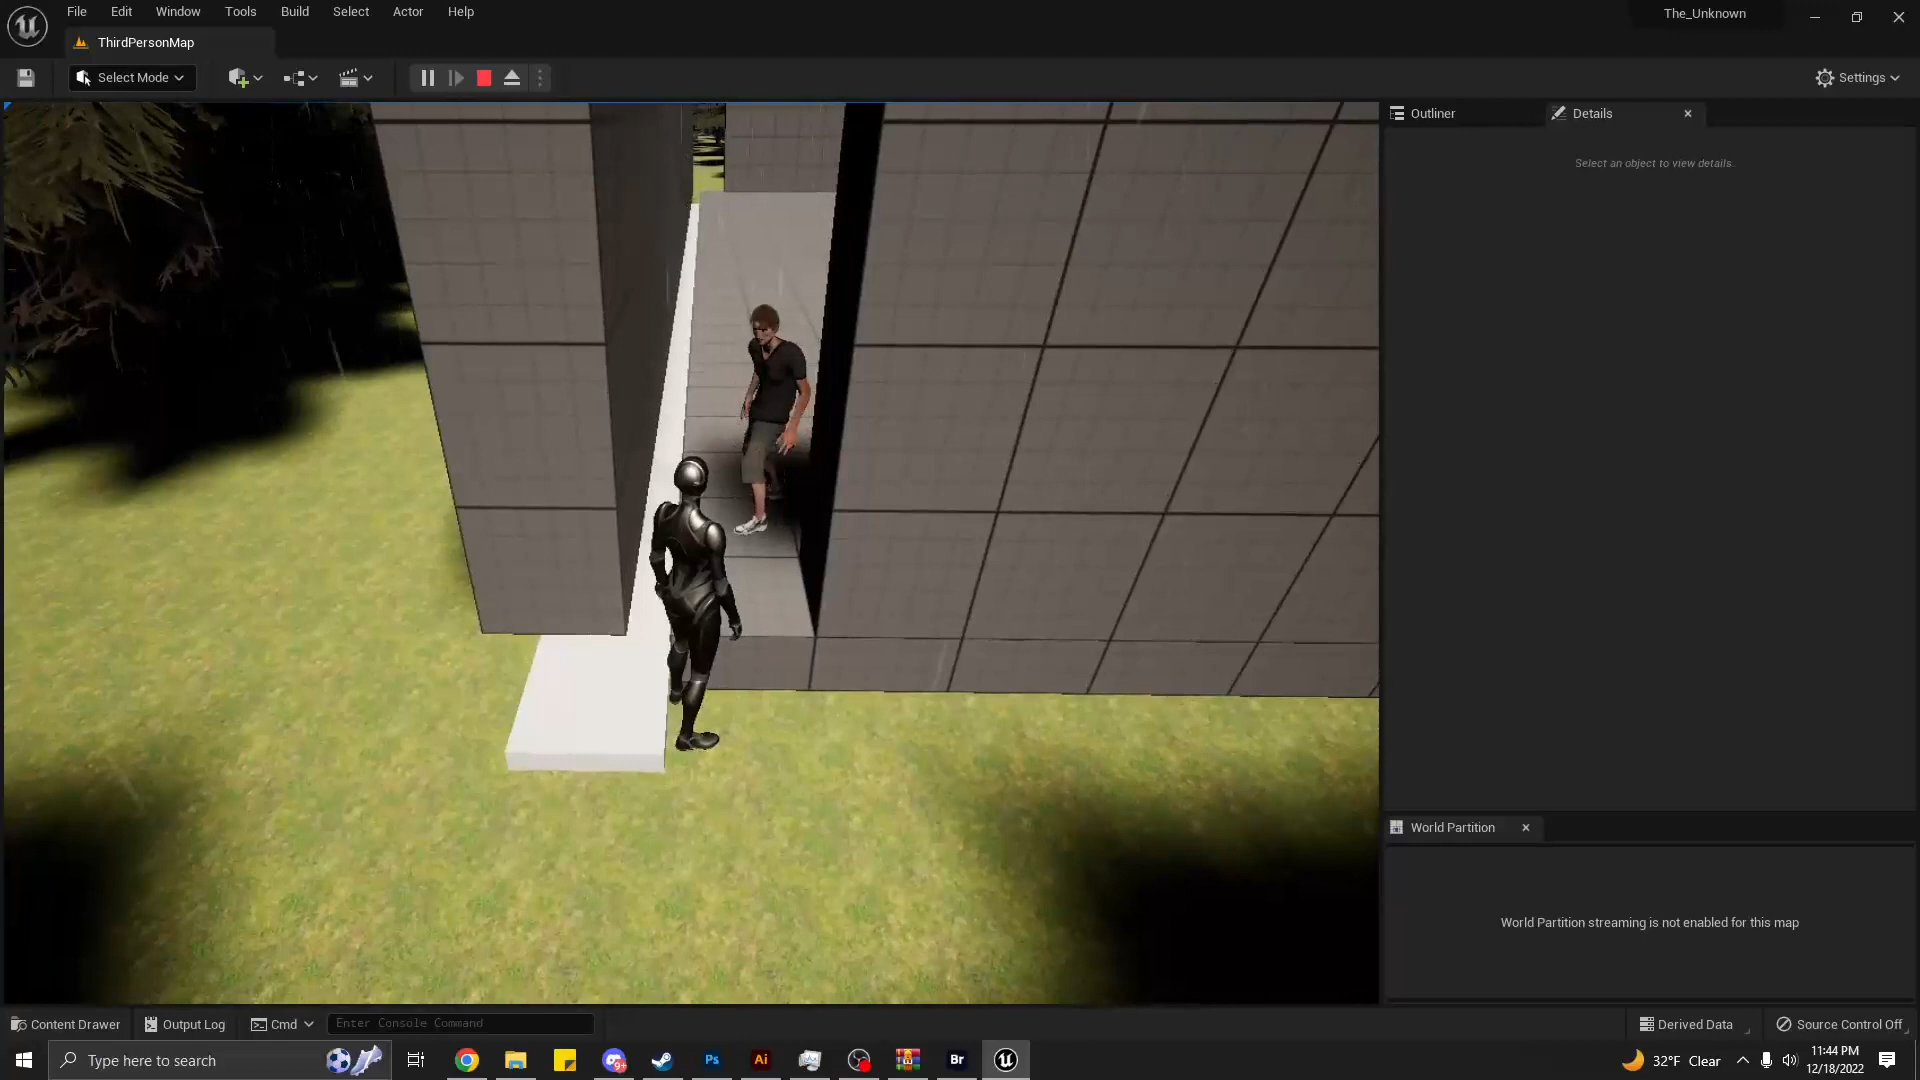 File Edit Window Tools Build Select Actor Help
The_Unknown
ThirdPersonMap
Select Mode
Settings
Outliner
Details
Select an object to view details.
World Partition
World Partition streaming is not enabled for this map
Content Drawer
Output Log
Cmd
Enter Console Command
Derived Data
Source Control Off
Type here to search
9+
Ps
Ai
Br
32°F Clear
11:44 PM
12/18/2022